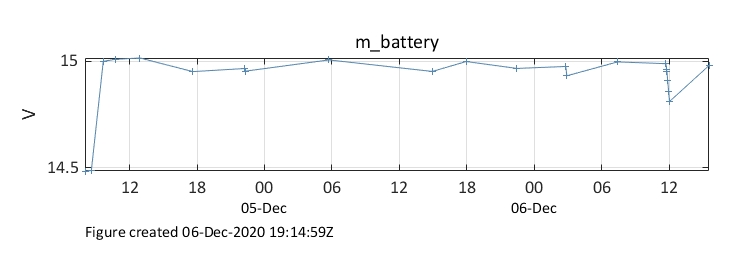 m_battery
15
V
14.5
12 18 00 06 12 18 00 06 12
05-Dec 06-Dec
Figure created 06-Dec-2020 19:14:59Z